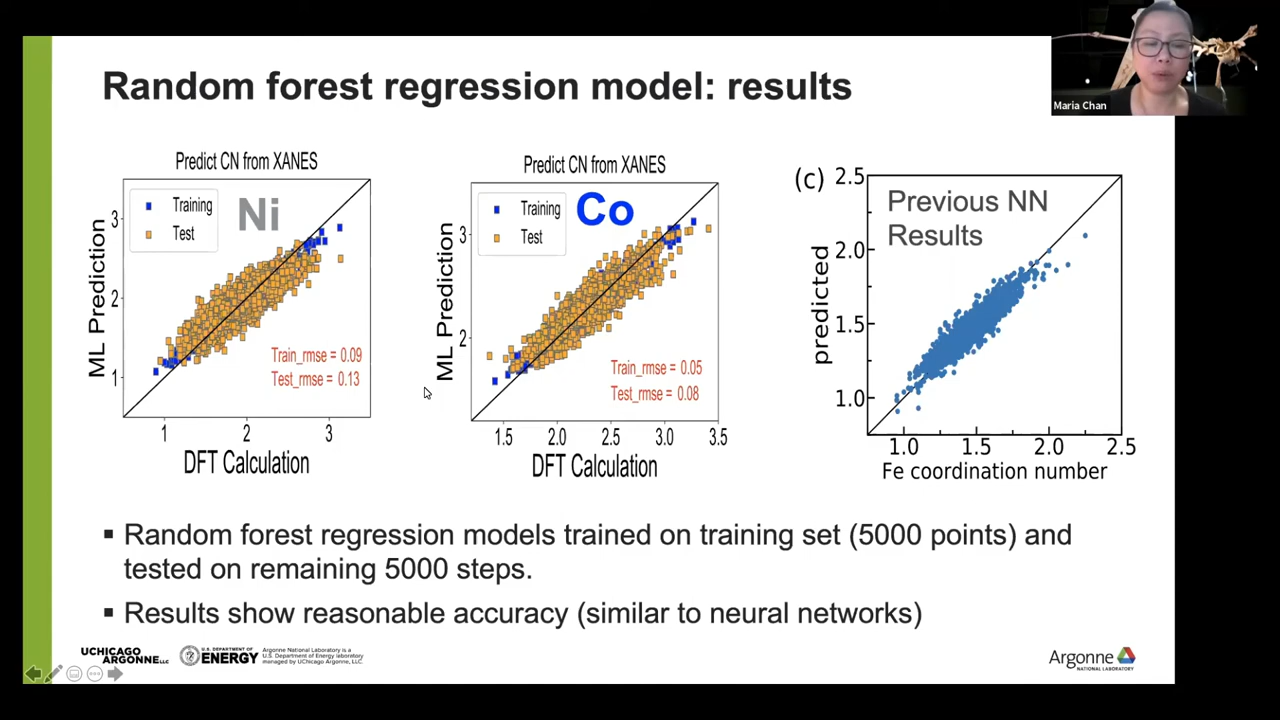 Random forest regression model: results
Maria Chan
Predict CN from XANES
Training
Test
Ni
ML Prediction
3
2
1
Train_rmse = 0.09
Test_rmse = 0.13
1 2 3
DFT Calculation
Predict CN from XANES
Training
Test
Co
ML Prediction
3
2
Train_rmse = 0.05
Test_rmse = 0.08
1.5 2.0 2.5 3.0 3.5
DFT Calculation
(c)
Previous NN
Results
predicted
2.5
2.0
1.5
1.0
1.0 1.5 2.0 2.5
Fe coordination number
▪ Random forest regression models trained on training set (5000 points) and
tested on remaining 5000 steps.
▪ Results show reasonable accuracy (similar to neural networks)
UCHICAGO
ARGONNE LLC
U.S. DEPARTMENT OF
ENERGY
Argonne National Laboratory is a
U.S. Department of Energy laboratory
managed by UChicago Argonne, LLC.
Argonne
NATIONAL LABORATORY